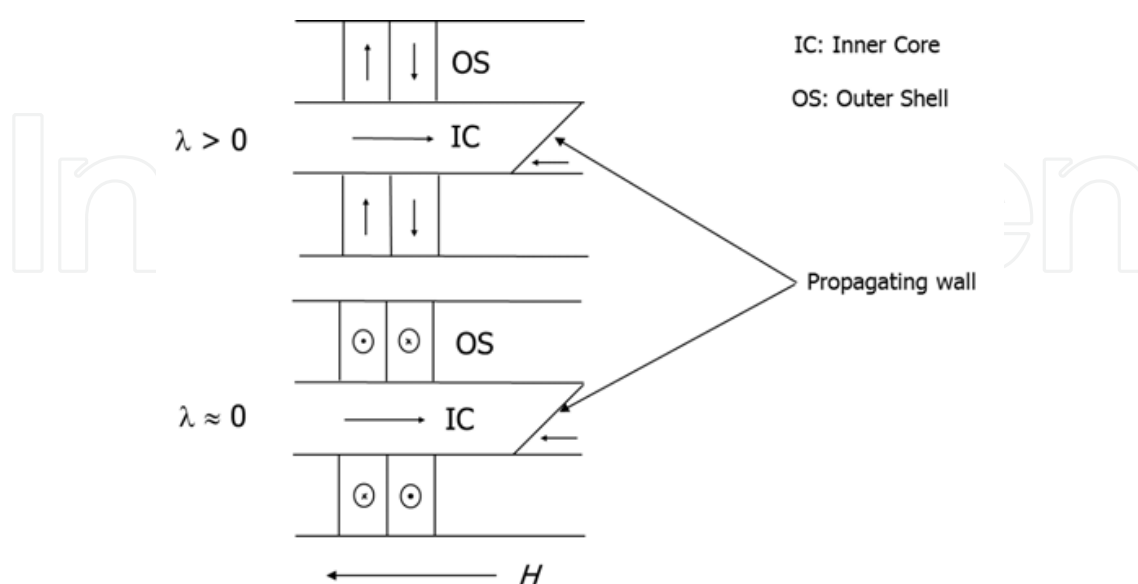 OS
IC: Inner Core
OS: Outer Shell
λ > 0
IC
Propagating wall
OS
λ ≈ 0
IC
H